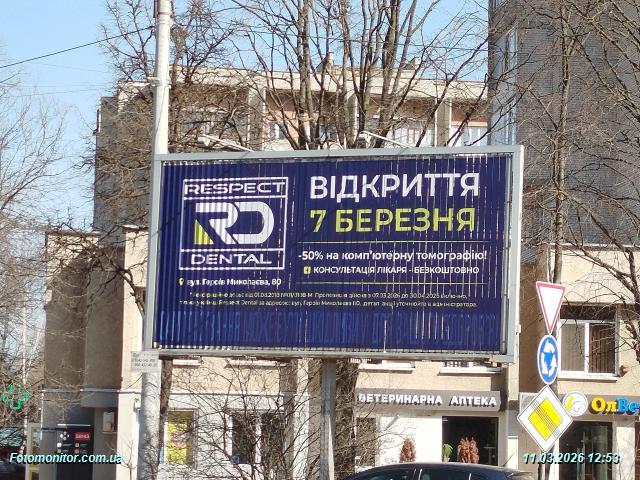 RESPECT
DENTAL
ВІДКРИТТЯ
7 БЕРЕЗНЯ
-50% на комп'ютерну томографію!
КОНСУЛЬТАЦІЯ ЛІКАРЯ - БЕЗКОШТОВНО
вул. Героїв Миколаєва, 80
ВЕТЕРИНАРНА АПТЕКА
Fotomonitor.com.ua
11.03.2026 12:53